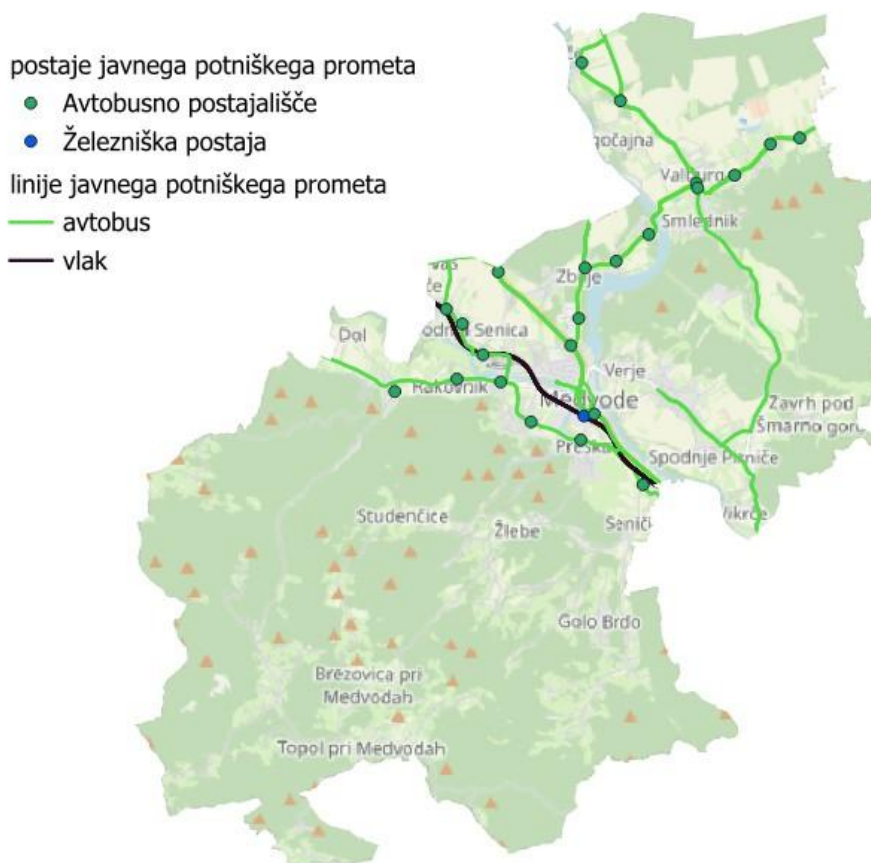 postaje javnega potniškega prometa
Avtobusno postajališče
Železniška postaja
linije javnega potniškega prometa
avtobus
vlak
Valburg
Smlednik
Zbilje
Senica
Dol
Verje
Rakovnik
Medvode
Zavrh pod
Šmarno goro
Preska
Spodnje Pirniče
Studenčice
Žlebe
Golo Brdo
Brezovica pri
Medvodah
Topol pri Medvodah